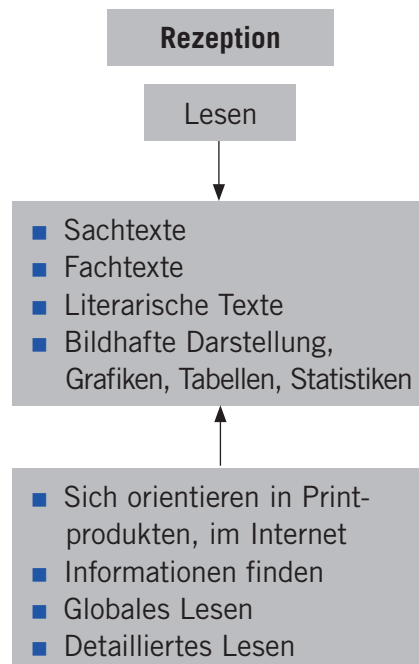 Rezeption
Lesen
Sachtexte
Fachtexte
Literarische Texte
Bildhafte Darstellung,
Grafiken, Tabellen, Statistiken
Sich orientieren in Print-
produkten, im Internet
Informationen finden
Globales Lesen
Detailliertes Lesen